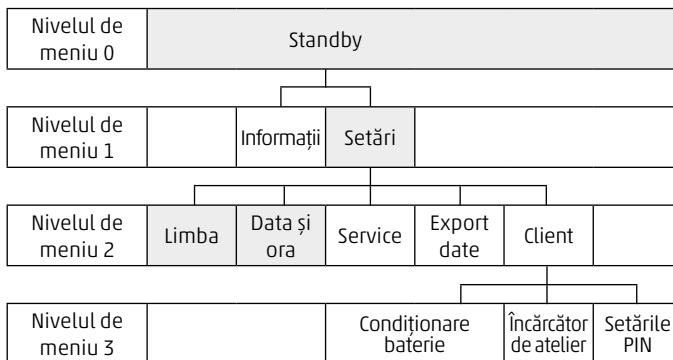 Nivelul de
meniu 0
Standby
Nivelul de
meniu 1
Informații
Setări
Nivelul de
meniu 2
Limba
Data și
ora
Service
Export
date
Client
Nivelul de
meniu 3
Condiționare
baterie
Încărcător
de atelier
Setările
PIN